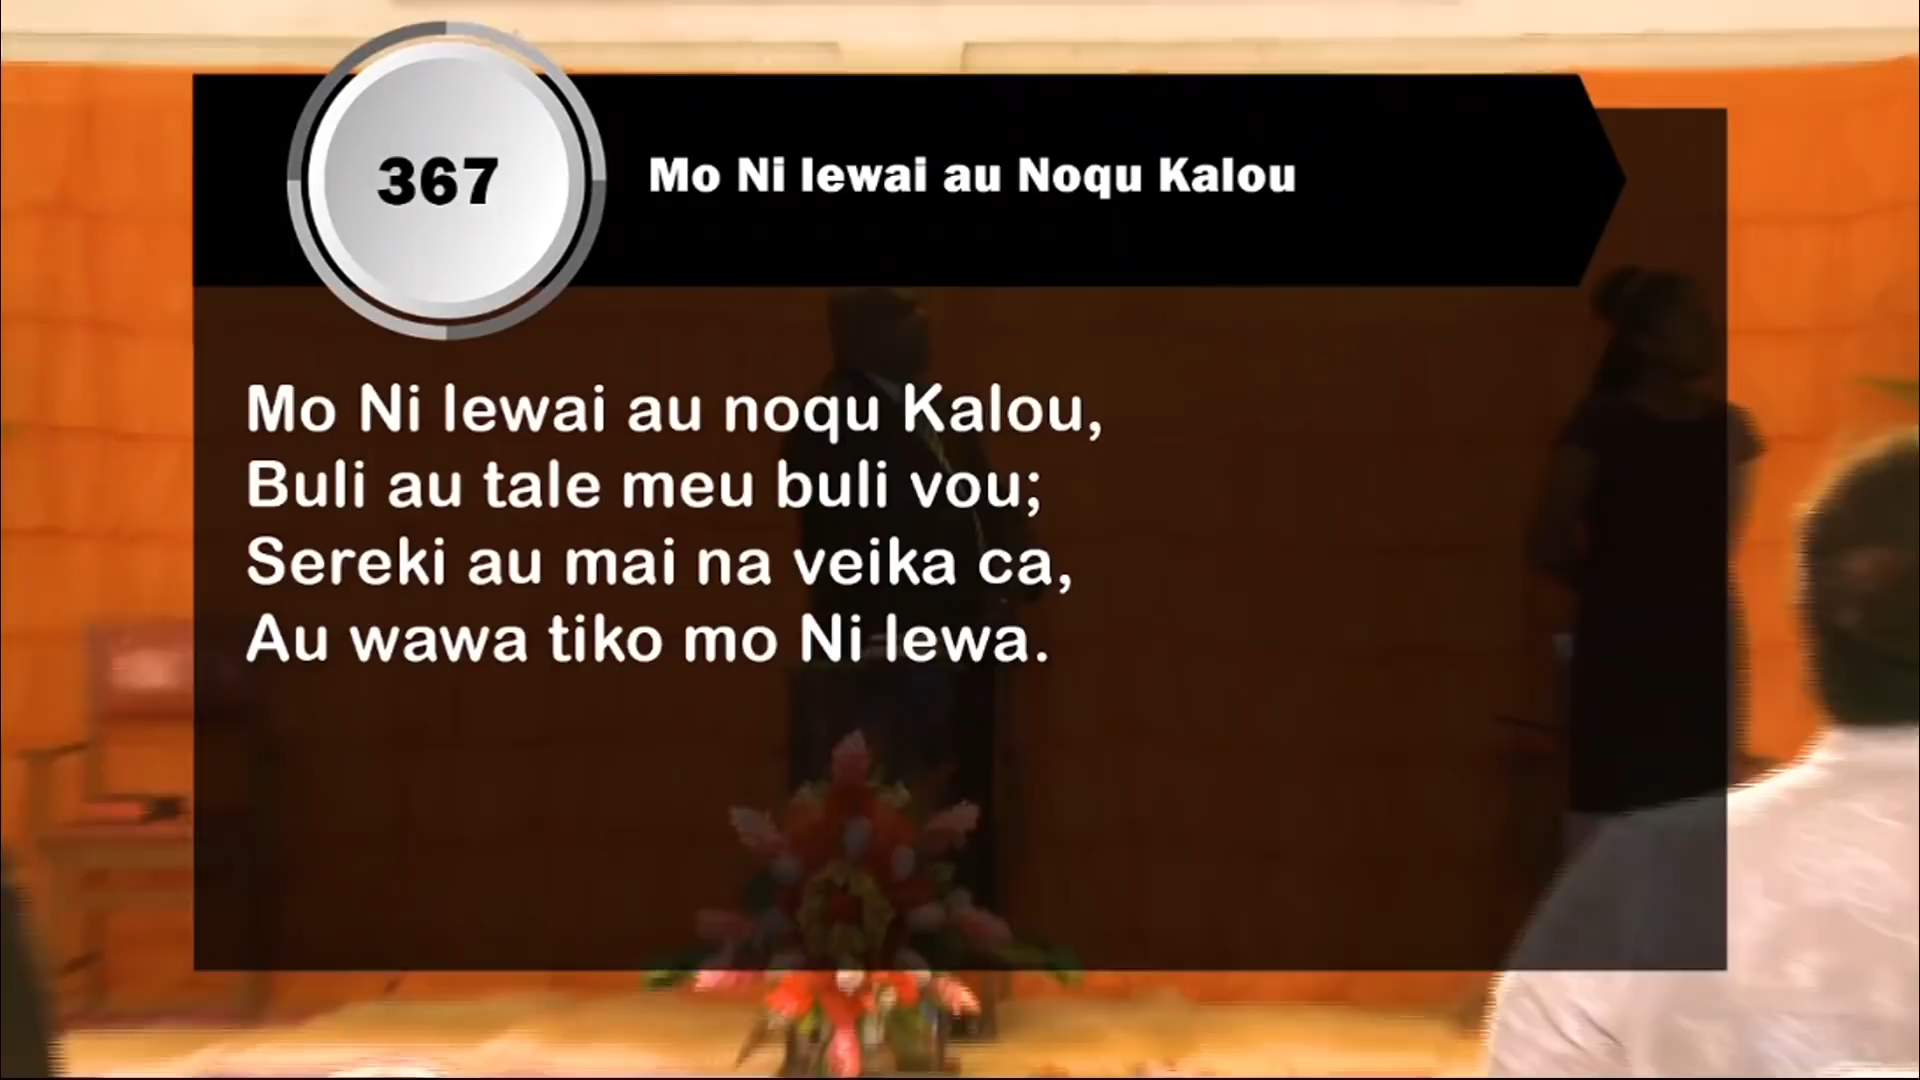 367
Mo Ni lewai au Noqu Kalou
Mo Ni lewai au noqu Kalou,
Buli au tale meu buli vou;
Sereki au mai na veika ca,
Au wawa tiko mo Ni lewa.